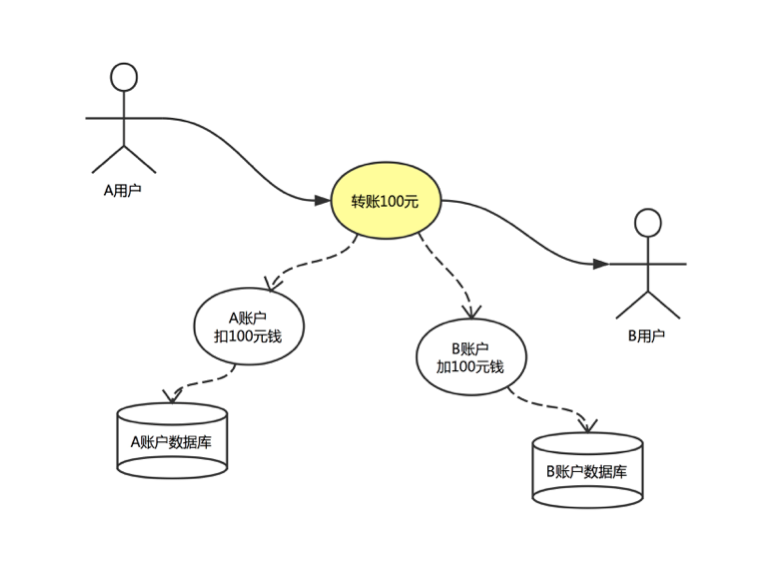 A用户
转账100元
A账户
扣100元钱
B用户
B账户
加100元钱
A账户数据库
B账户数据库